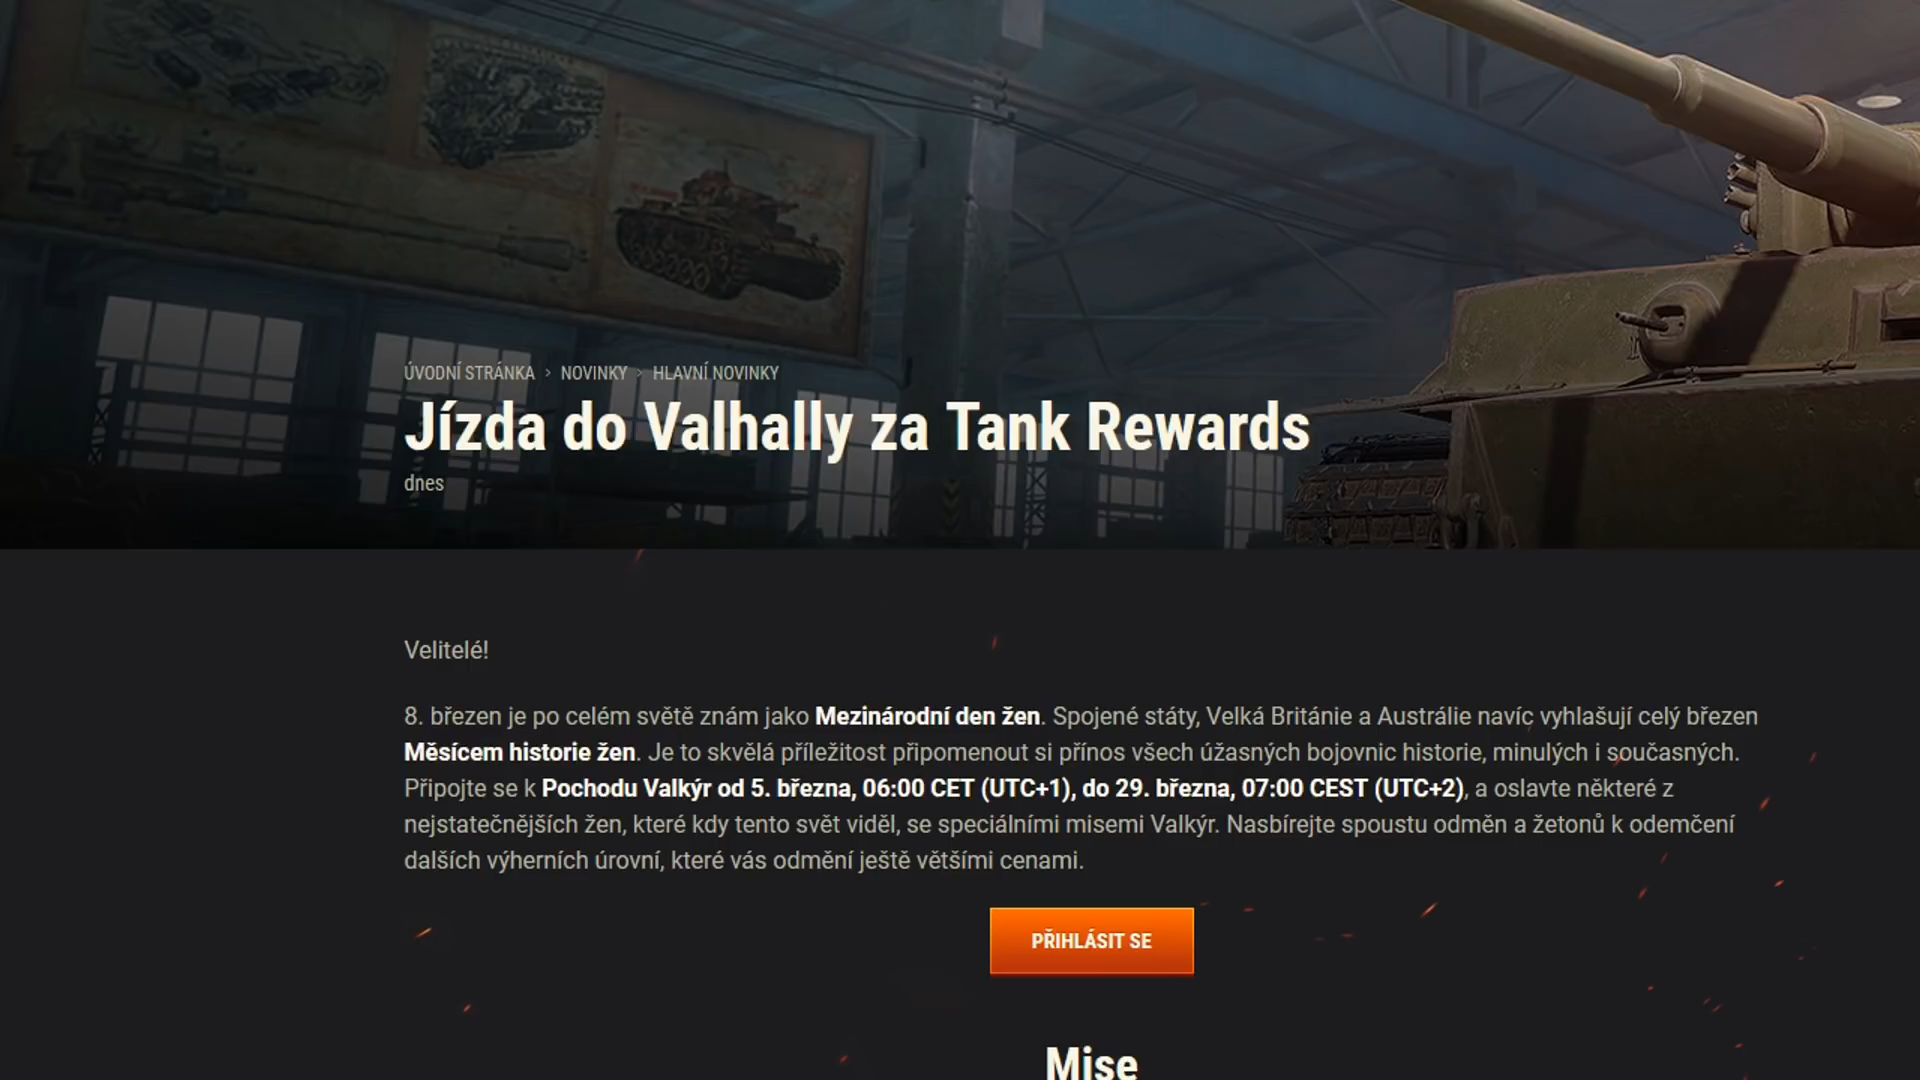 ÚVODNÍ STRÁNKA › NOVINKY › HLAVNÍ NOVINKY
Jízda do Valhally za Tank Rewards
dnes
Velitelé!
8. březen je po celém světě znám jako Mezinárodní den žen. Spojené státy, Velká Británie a Austrálie navíc vyhlašují celý březen
Měsícem historie žen. Je to skvělá příležitost připomenout si přínos všech úžasných bojovnic historie, minulých i současných.
Připojte se k Pochodu Valkýr od 5. března, 06:00 CET (UTC+1), do 29. března, 07:00 CEST (UTC+2), a oslavte některé z
nejstatečnějších žen, které kdy tento svět viděl, se speciálními misemi Valkýr. Nasbírejte spoustu odměn a žetonů k odemčení
dalších výherních úrovní, které vás odmění ještě většími cenami.
PŘIHLÁSIT SE
Mise